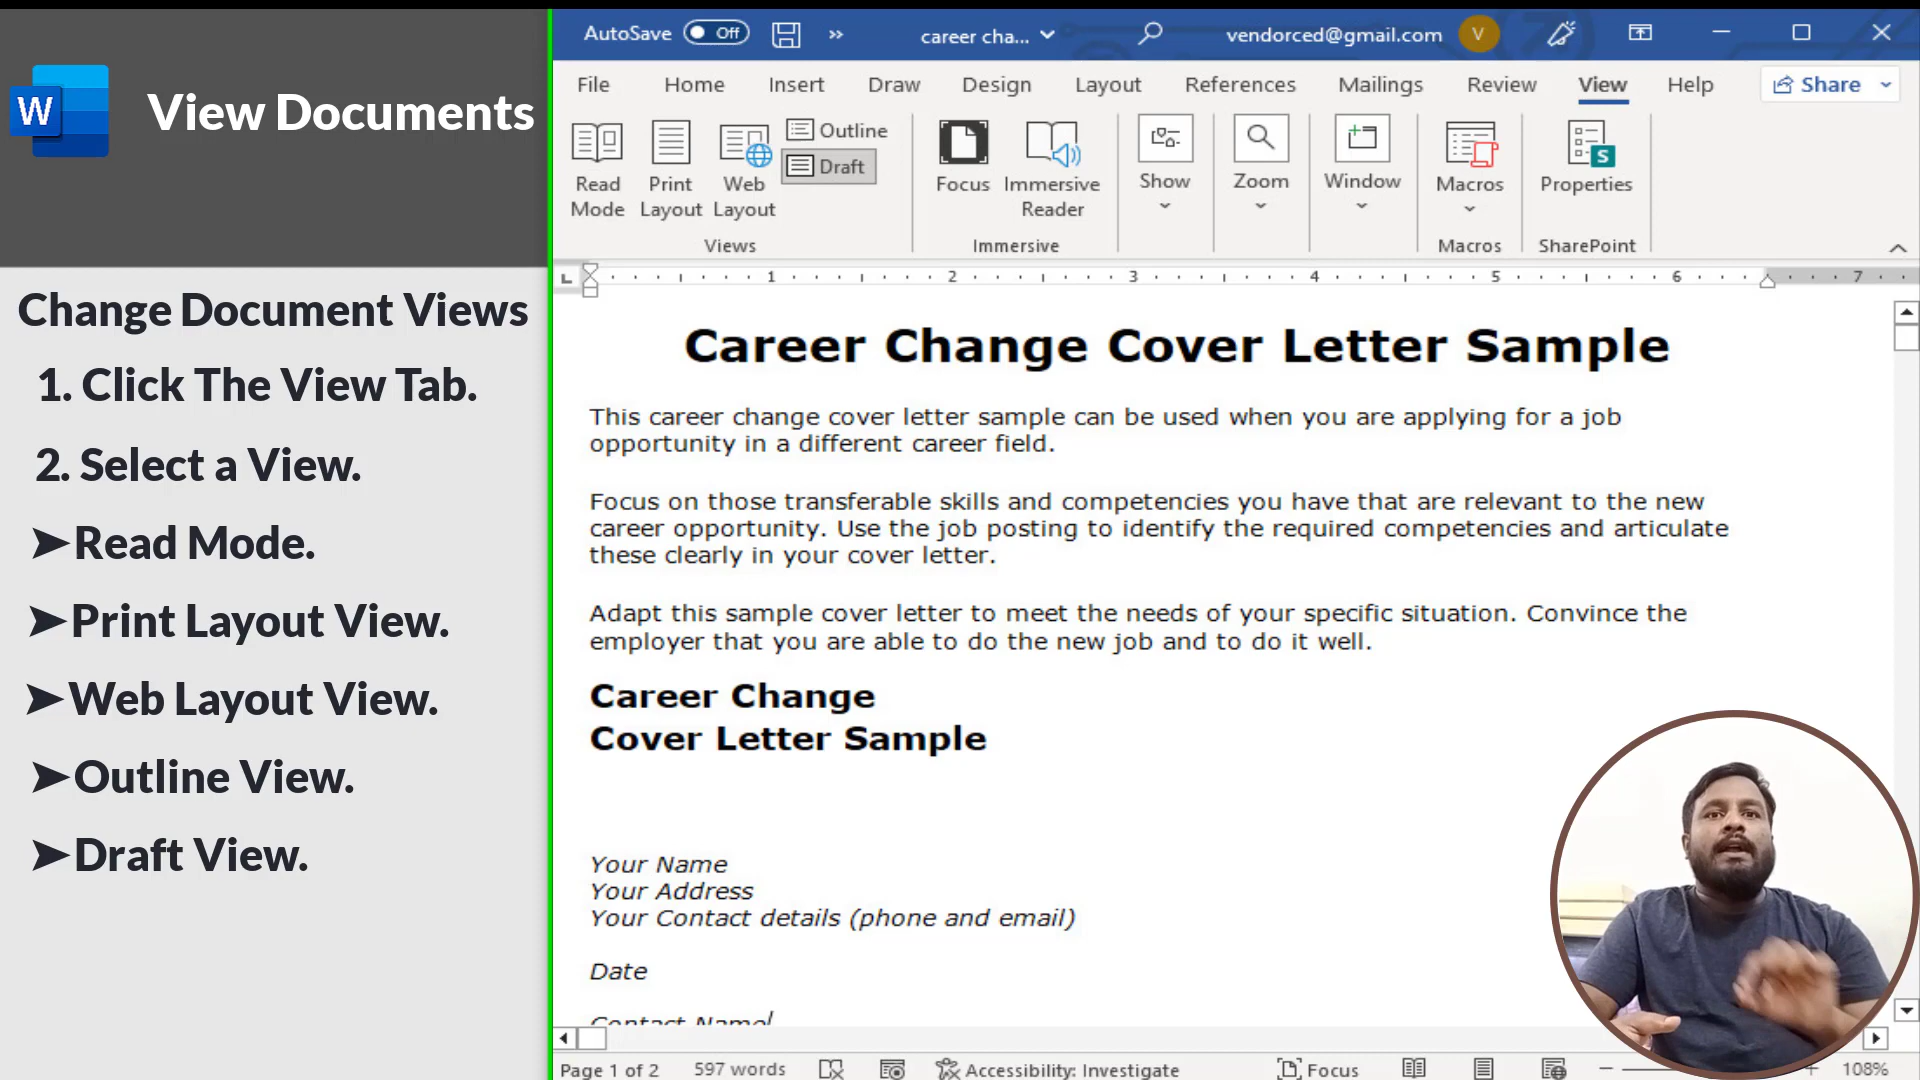 W
View Documents
Change Document Views
1. Click The View Tab.
2. Select a View.
➤Read Mode.
➤Print Layout View.
➤Web Layout View.
➤Outline View.
➤Draft View.
AutoSave Off » career cha... vendorced@gmail.com V
File Home Insert Draw Design Layout References Mailings Review View Help Share
Read Mode
Print Layout
Web Layout
Outline
Draft
Views
Focus
Immersive Reader
Immersive
Show
Zoom
Window
Macros
Macros
S
Properties
SharePoint
1 2 3 4 5 6 7
Career Change Cover Letter Sample
This career change cover letter sample can be used when you are applying for a job
opportunity in a different career field.
Focus on those transferable skills and competencies you have that are relevant to the new
career opportunity. Use the job posting to identify the required competencies and articulate
these clearly in your cover letter.
Adapt this sample cover letter to meet the needs of your specific situation. Convince the
employer that you are able to do the new job and to do it well.
Career Change
Cover Letter Sample
Your Name
Your Address
Your Contact details (phone and email)
Date
Contact Name
Page 1 of 2 597 words Accessibility: Investigate Focus 108%